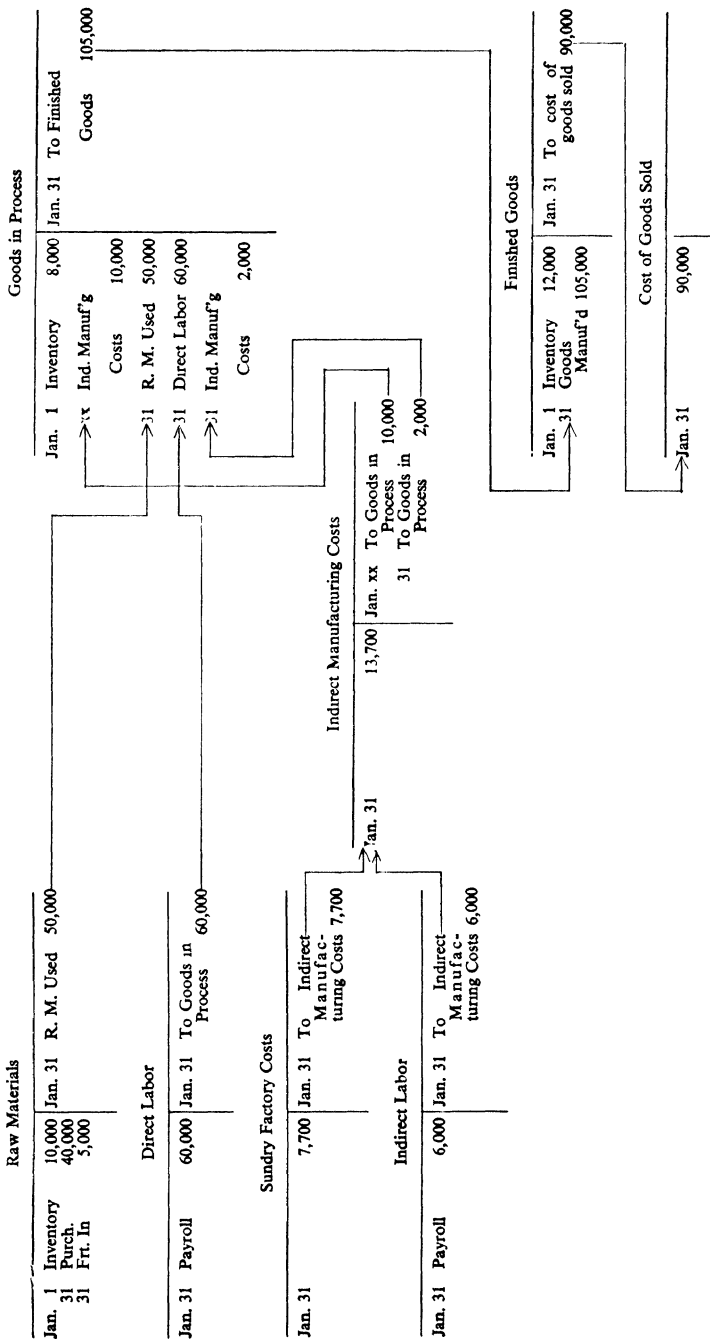 Raw Materials
Jan. 1 Inventory 10,000 Jan. 31 R. M. Used 50,000
31 Purch. 40,000
31 Frt. In 5,000
Direct Labor
Jan. 31 Payroll 60,000 Jan. 31 To Goods in
Process 60,000
Sundry Factory Costs
Jan. 31 7,700 Jan. 31 To Indirect
Manufac-
turing Costs 7,700
Indirect Labor
Jan. 31 Payroll 6,000 Jan. 31 To Indirect
Manufac-
turing Costs 6,000
Indirect Manufacturing Costs
Jan. 31 13,700 Jan. xx To Goods in
Process 10,000
31 To Goods in
Process 2,000
Goods in Process
Jan. 1 Inventory 8,000 Jan. 31 To Finished
Goods 105,000
xx Ind. Manuf'g
Costs 10,000
31 R. M. Used 50,000
31 Direct Labor 60,000
31 Ind. Manuf'g
Costs 2,000
Finished Goods
Jan. 1 Inventory 12,000 Jan. 31 To cost of
goods sold 90,000
31 Goods
Manuf'd 105,000
Cost of Goods Sold
Jan. 31 90,000